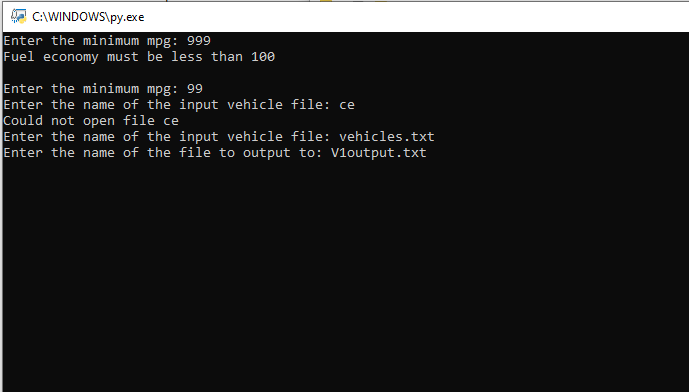 C:\WINDOWS\py.exe
Enter the minimum mpg: 999
Fuel economy must be less than 100
Enter the minimum mpg: 99
Enter the name of the input vehicle file: ce
Could not open file ce
Enter the name of the input vehicle file: vehicles.txt
Enter the name of the file to output to: V1output.txt